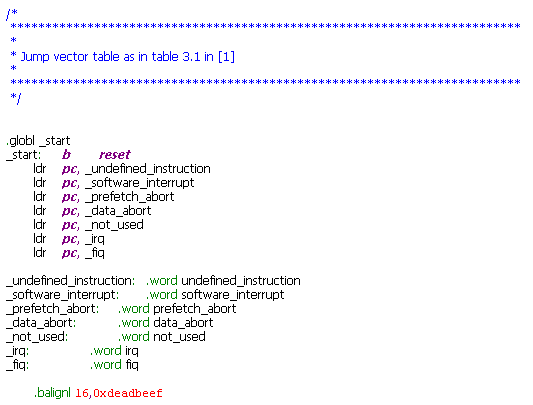 /*
 *************************************************************************
 *
 * Jump vector table as in table 3.1 in [1]
 *
 *************************************************************************
 */
.globl _start
_start: b reset
ldr pc, _undefined_instruction
ldr pc, _software_interrupt
ldr pc, _prefetch_abort
ldr pc, _data_abort
ldr pc, _not_used
ldr pc, _irq
ldr pc, _fiq
_undefined_instruction: .word undefined_instruction
_software_interrupt: .word software_interrupt
_prefetch_abort: .word prefetch_abort
_data_abort: .word data_abort
_not_used: .word not_used
_irq: .word irq
_fiq: .word fiq
.balignl 16,0xdeadbeef